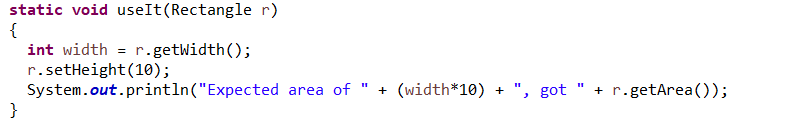 static void useIt(Rectangle r)
{
  int width = r.getWidth();
  r.setHeight(10);
  System.out.println("Expected area of " + (width*10) + ", got " + r.getArea());
}